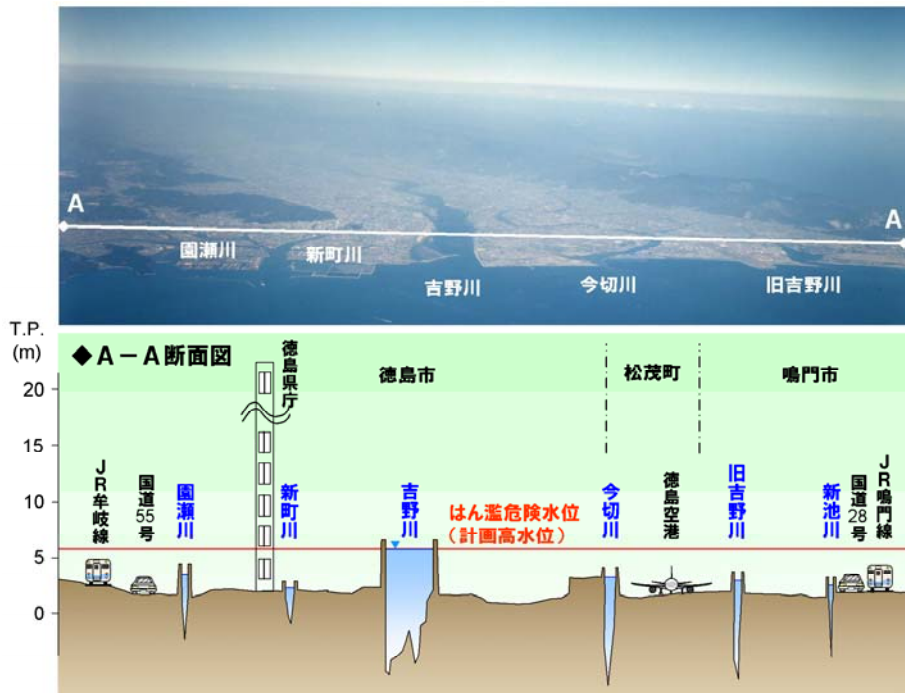 A
A
園瀬川
新町川
吉野川
今切川
旧吉野川
T.P.
(m)
◆A-A断面図
徳島県庁
徳島市
松茂町
鳴門市
20
15
10
5
0
JR牟岐線
国道55号
園瀬川
新町川
吉野川
はん濫危険水位
(計画高水位)
今切川
徳島空港
旧吉野川
新池川
国道28号
JR鳴門線